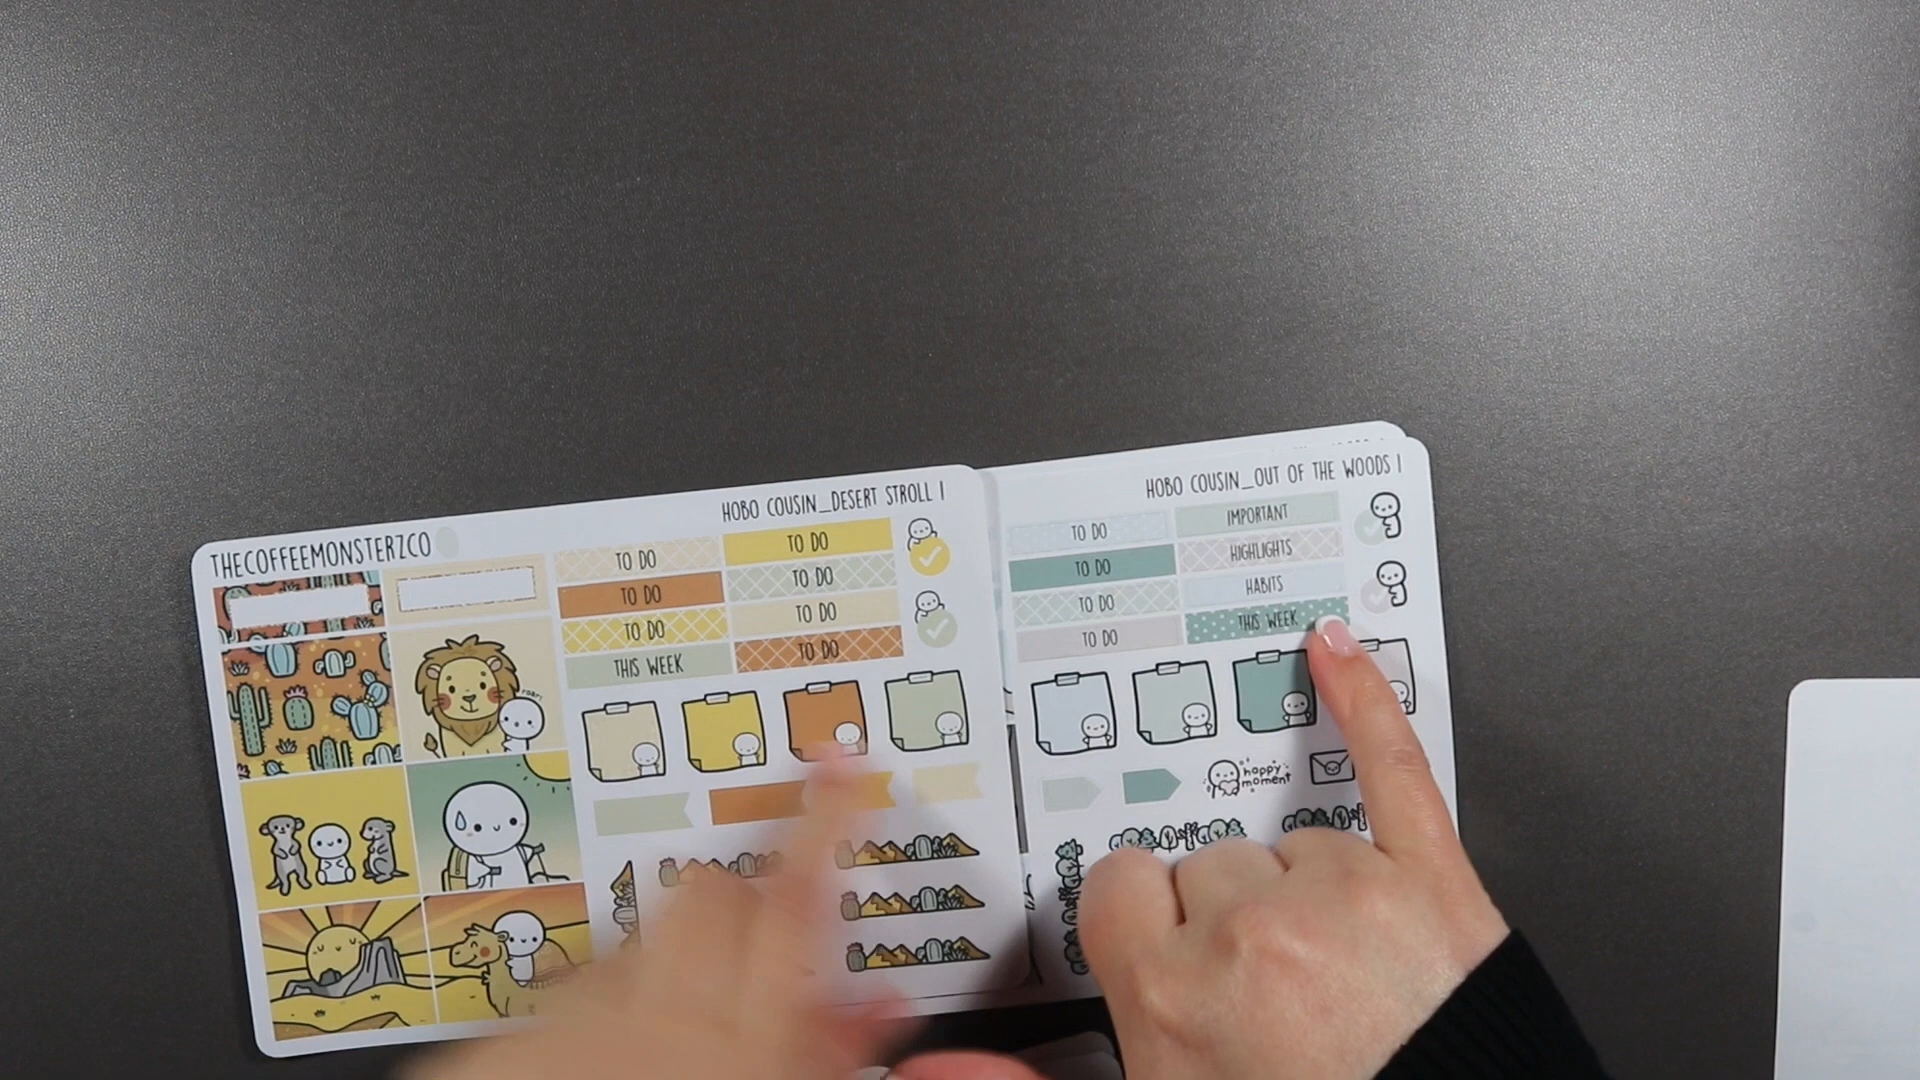 THECOFFEEMONSTERZCO
HOBO COUSIN_DESERT STROLL 1
TO DO
TO DO
TO DO
TO DO
TO DO
TO DO
THIS WEEK
TO DO
ROAR!
HOBO COUSIN_OUT OF THE WOODS 1
TO DO
IMPORTANT
TO DO
HIGHLIGHTS
TO DO
HABITS
TO DO
THIS WEEK
happy
moment